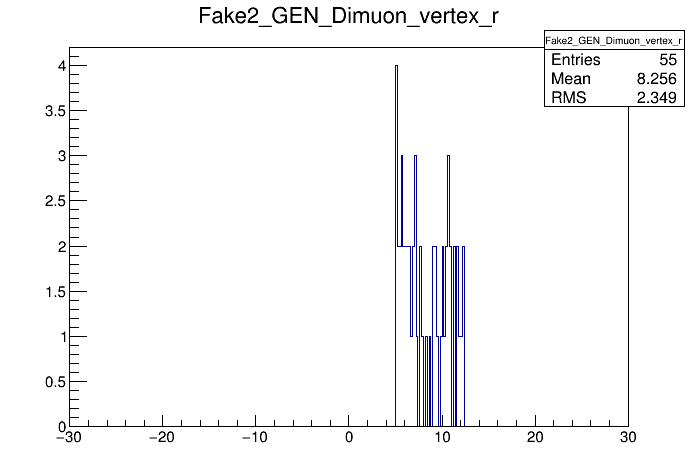 Fake2_GEN_Dimuon_vertex_r
Fake2_GEN_Dimuon_vertex_r
Entries 55
Mean 8.256
RMS 2.349
4
3.5
3
2.5
2
1.5
1
0.5
0
−30 −20 −10 0 10 20 30